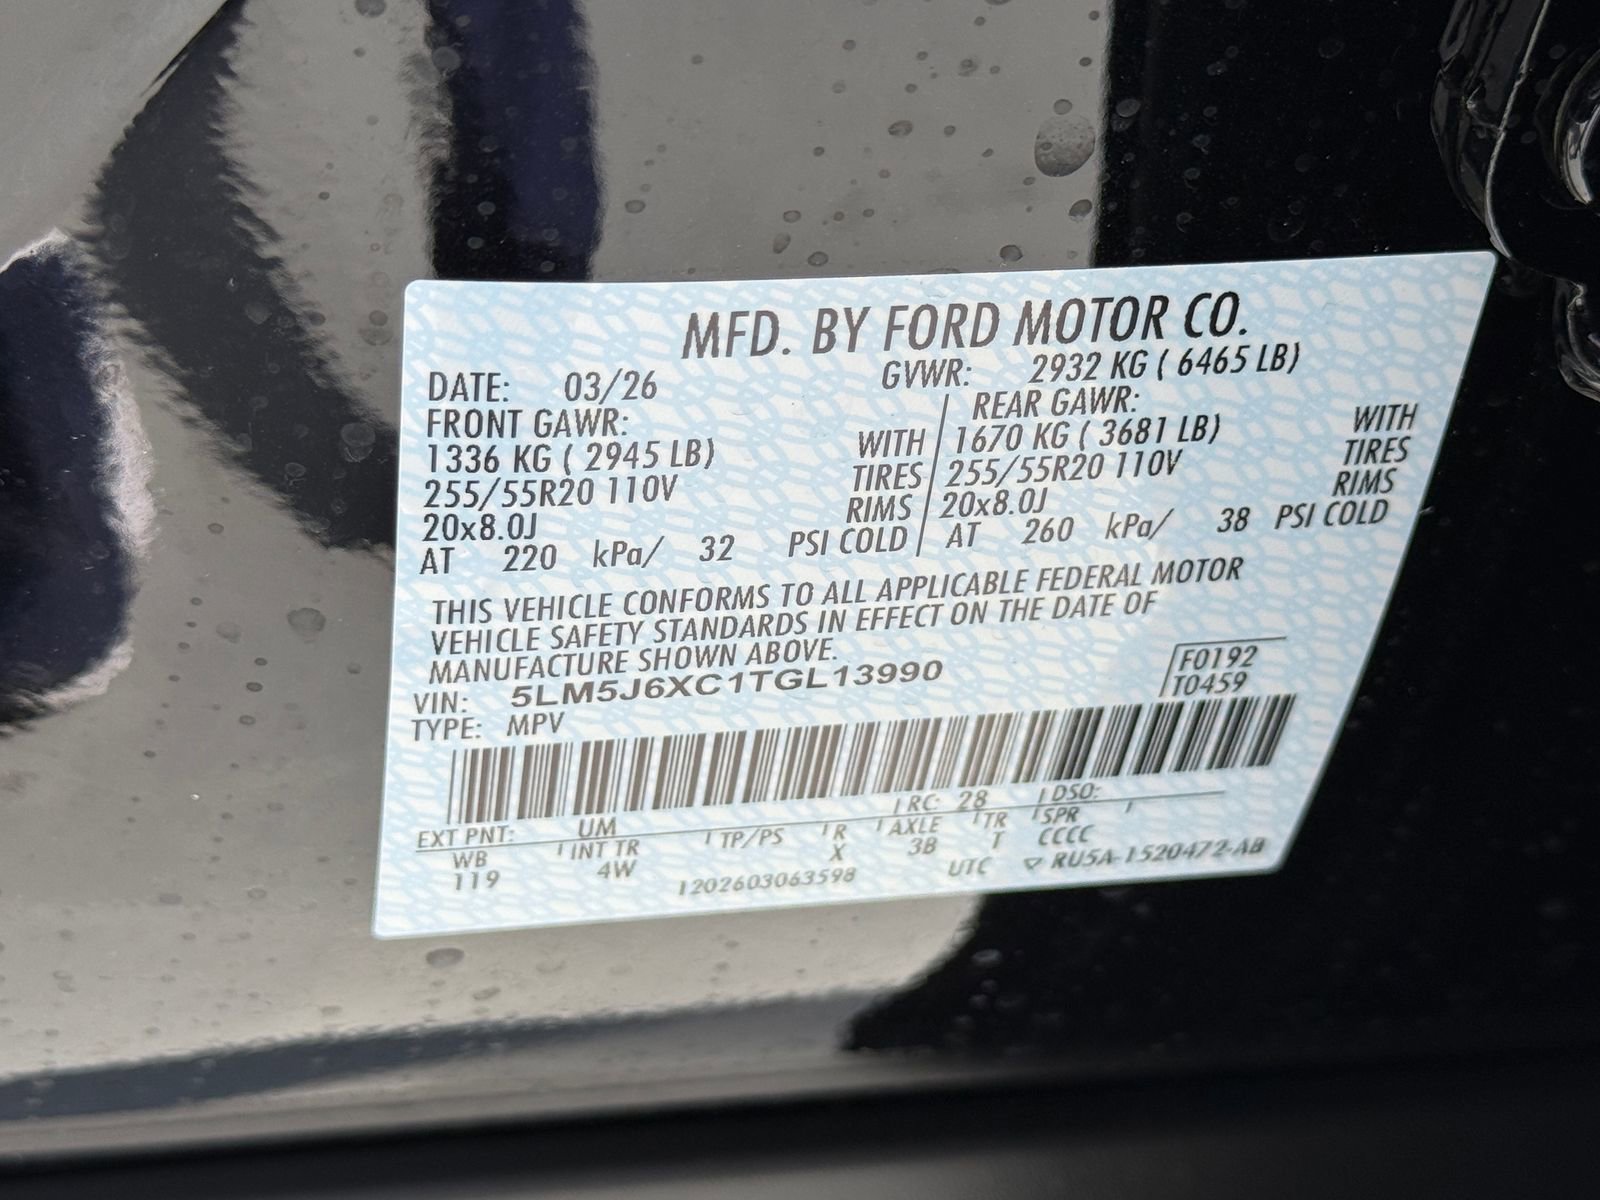 MFD. BY FORD MOTOR CO.
DATE: 03/26 GVWR: 2932 KG ( 6465 LB)
FRONT GAWR: REAR GAWR:
1336 KG ( 2945 LB) WITH 1670 KG ( 3681 LB) WITH
255/55R20 110V TIRES 255/55R20 110V TIRES
20x8.0J RIMS 20x8.0J RIMS
AT 220 kPa/ 32 PSI COLD AT 260 kPa/ 38 PSI COLD
THIS VEHICLE CONFORMS TO ALL APPLICABLE FEDERAL MOTOR
VEHICLE SAFETY STANDARDS IN EFFECT ON THE DATE OF
MANUFACTURE SHOWN ABOVE.
VIN: 5LM5J6XC1TGL13990 F0192
TYPE: MPV T0459
EXT PNT: UM RC: 28 DSO:
WB INT TR TP/PS R AXLE TR SPR
119 4W X 3B T CCCC
1202603063598 UTC RU5A-1520472-AB